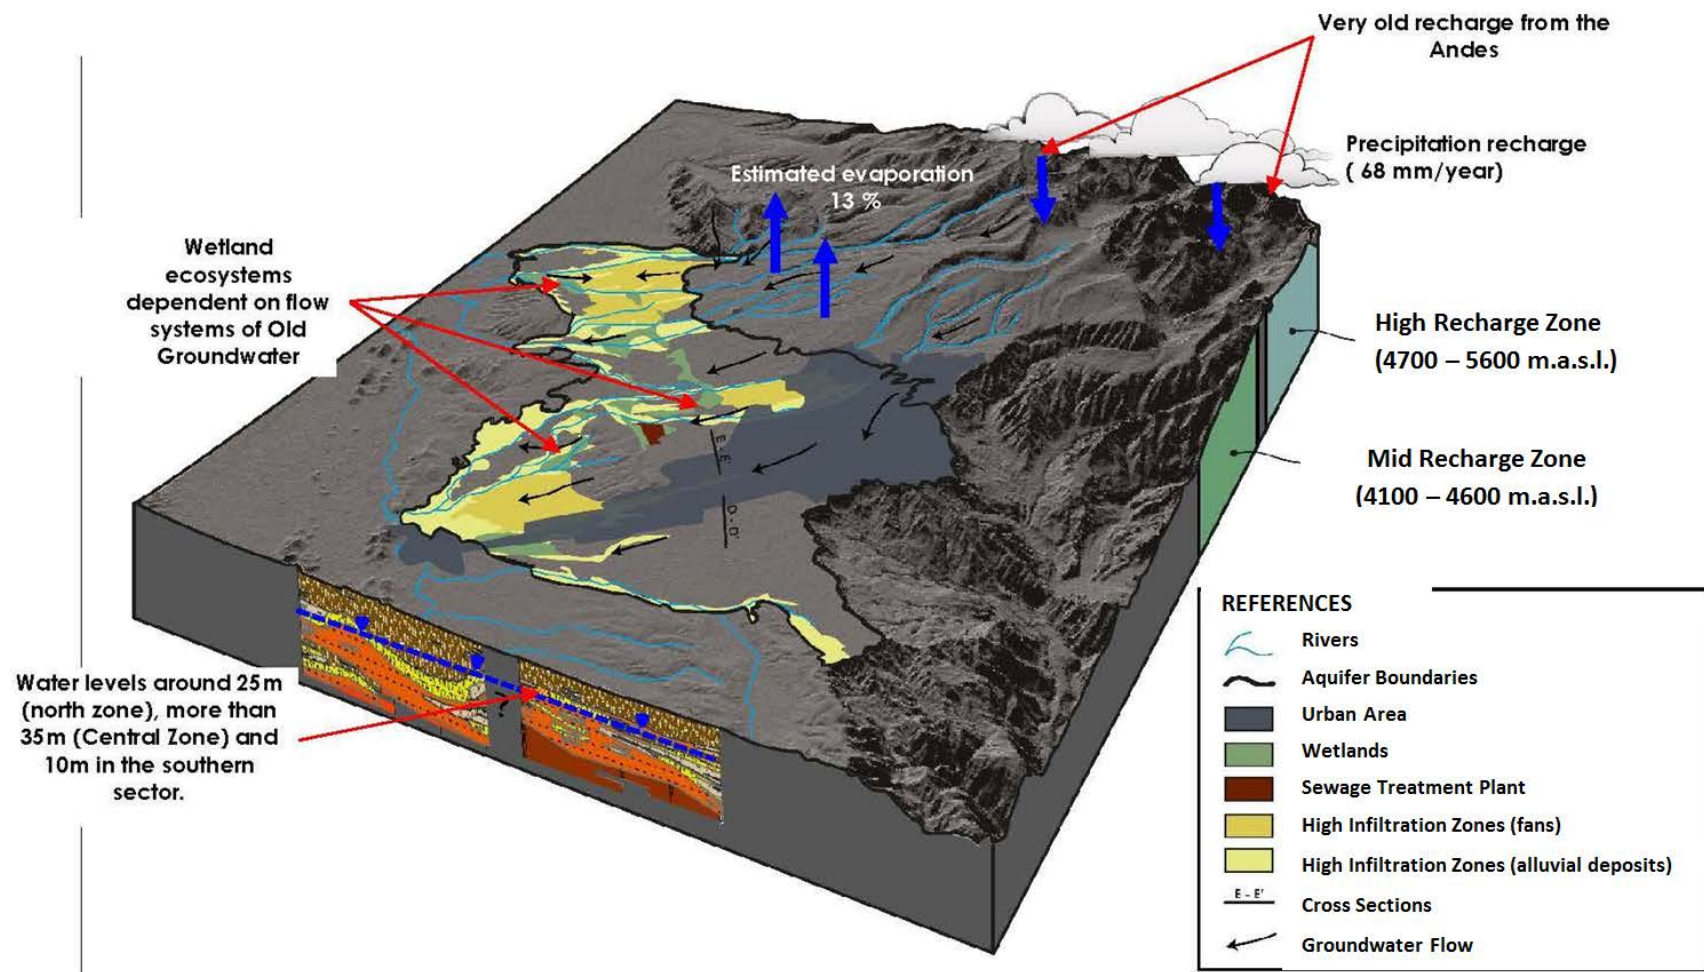 Very old recharge from the
Andes
Precipitation recharge
( 68 mm/year)
Estimated evaporation
13 %
Wetland
ecosystems
dependent on flow
systems of Old
Groundwater
High Recharge Zone
(4700 – 5600 m.a.s.l.)
Mid Recharge Zone
(4100 – 4600 m.a.s.l.)
E - E'
D - D'
Water levels around 25m
(north zone), more than
35m (Central Zone) and
10m in the southern
sector.
?
REFERENCES
Rivers
Aquifer Boundaries
Urban Area
Wetlands
Sewage Treatment Plant
High Infiltration Zones (fans)
High Infiltration Zones (alluvial deposits)
E - E'
Cross Sections
Groundwater Flow